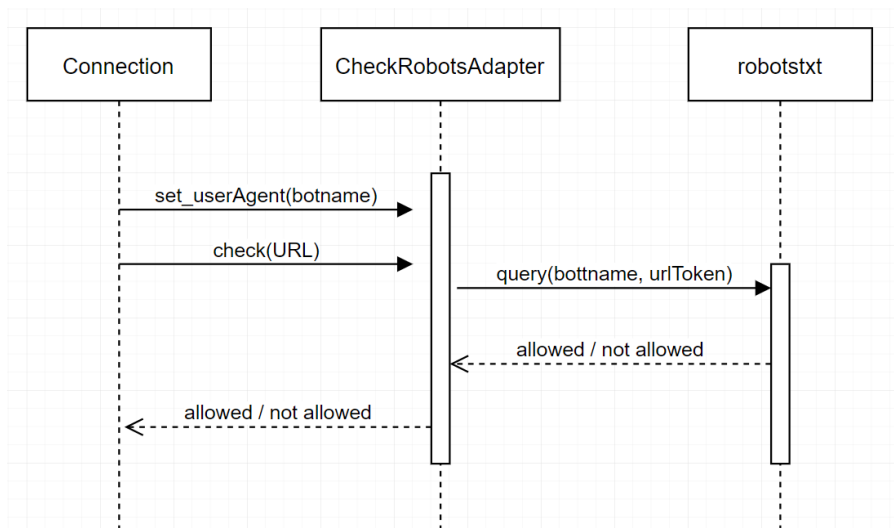 Connection
CheckRobotsAdapter
robotstxt
set_userAgent(botname)
check(URL)
query(bottname, urlToken)
allowed / not allowed
allowed / not allowed